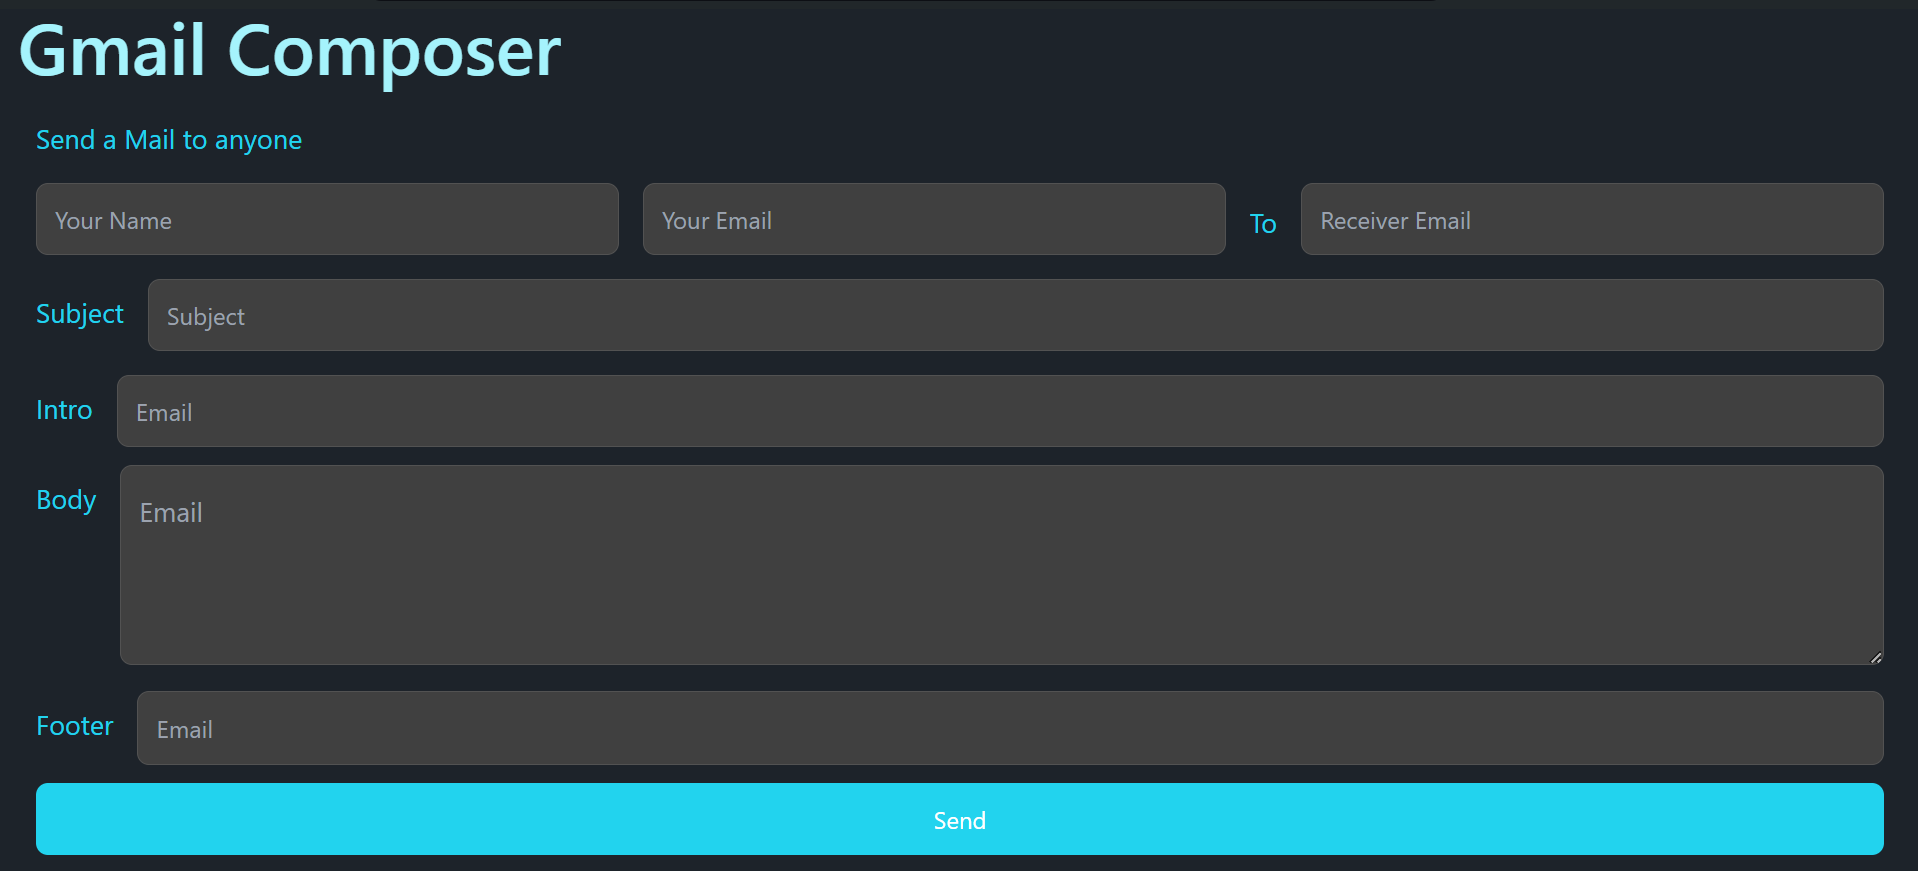 Gmail Composer
Send a Mail to anyone
Your Name Your Email To Receiver Email
Subject Subject
Intro Email
Body Email
Footer Email
Send